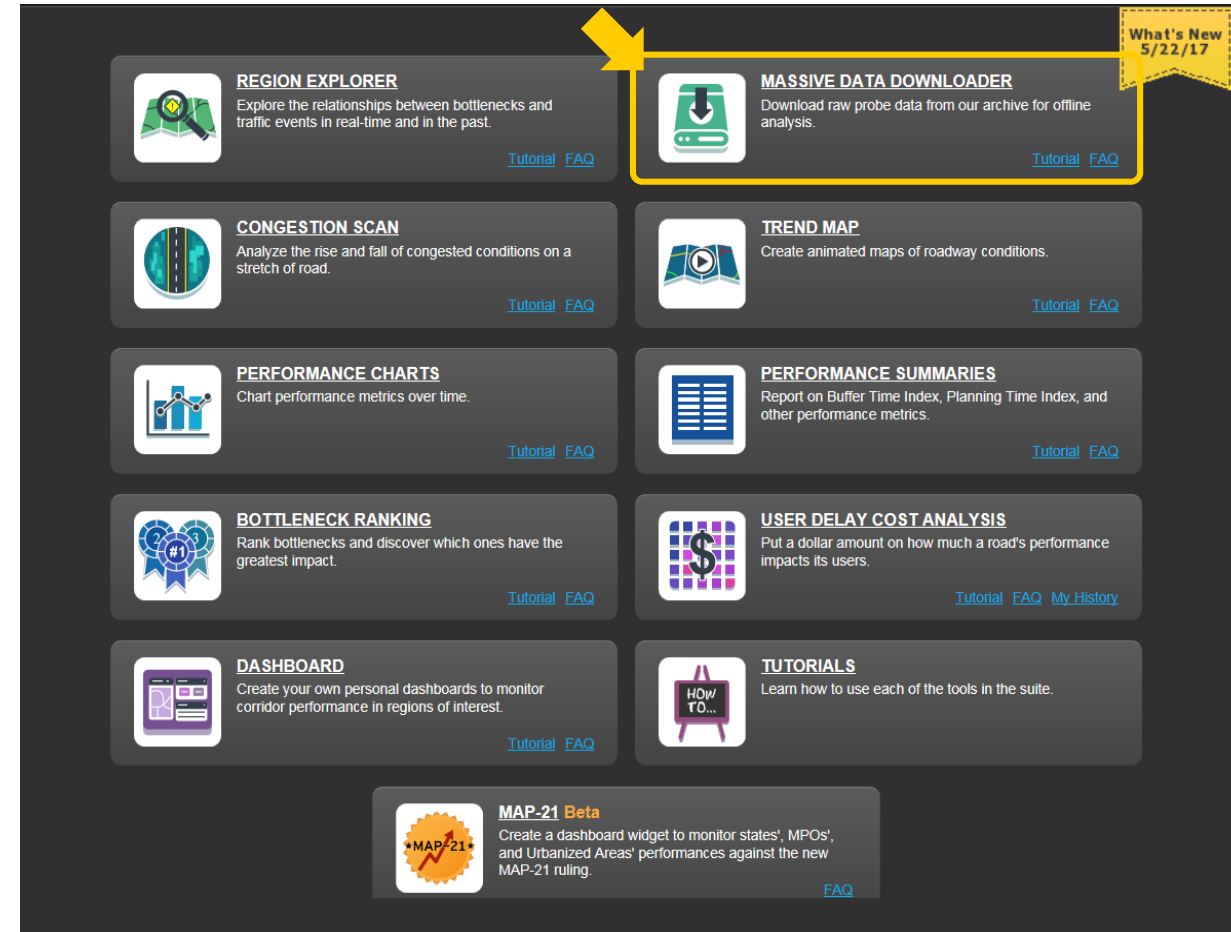 What's New
5/22/17
REGION EXPLORER
Explore the relationships between bottlenecks and
traffic events in real-time and in the past.
Tutorial FAQ
MASSIVE DATA DOWNLOADER
Download raw probe data from our archive for offline
analysis.
Tutorial FAQ
CONGESTION SCAN
Analyze the rise and fall of congested conditions on a
stretch of road.
Tutorial FAQ
TREND MAP
Create animated maps of roadway conditions.
Tutorial FAQ
PERFORMANCE CHARTS
Chart performance metrics over time.
Tutorial FAQ
PERFORMANCE SUMMARIES
Report on Buffer Time Index, Planning Time Index, and
other performance metrics.
Tutorial FAQ
2 #1 3
BOTTLENECK RANKING
Rank bottlenecks and discover which ones have the
greatest impact.
Tutorial FAQ
$
USER DELAY COST ANALYSIS
Put a dollar amount on how much a road's performance
impacts its users.
Tutorial FAQ My History
DASHBOARD
Create your own personal dashboards to monitor
corridor performance in regions of interest.
Tutorial FAQ
HOW
TO...
TUTORIALS
Learn how to use each of the tools in the suite.
MAP-21
MAP-21 Beta
Create a dashboard widget to monitor states', MPOs',
and Urbanized Areas' performances against the new
MAP-21 ruling.
FAQ